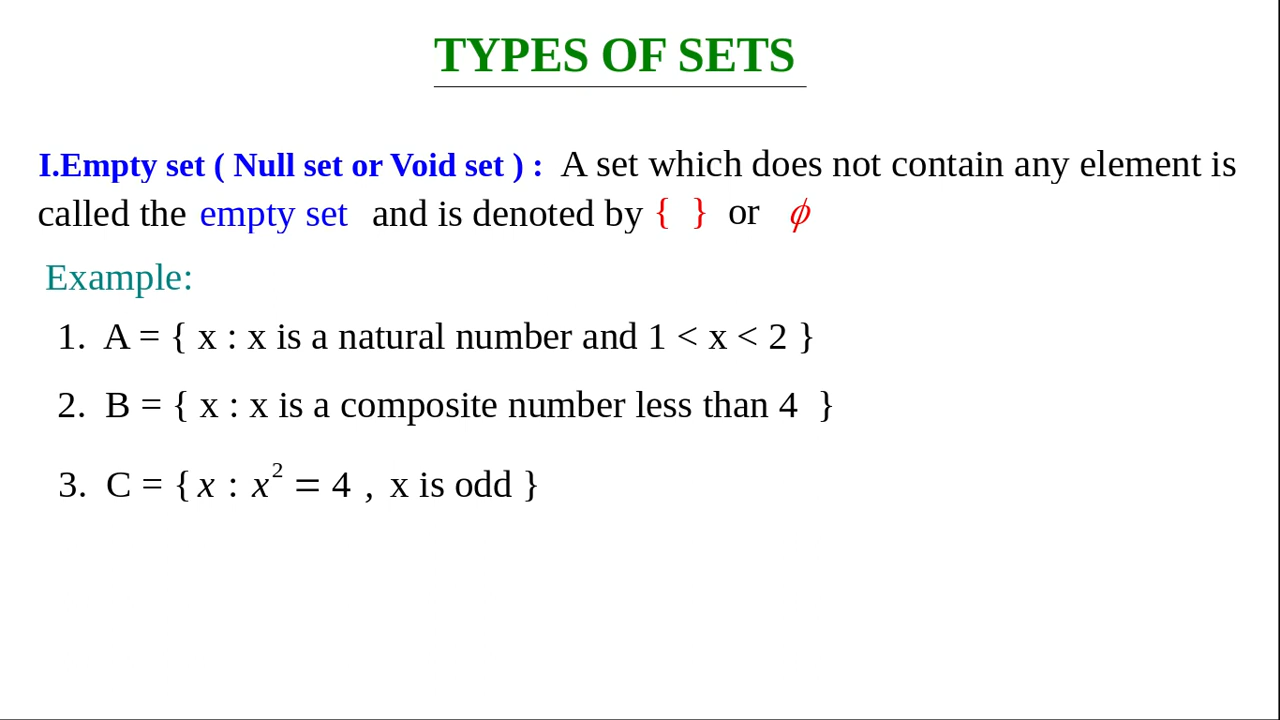 TYPES OF SETS
I.Empty set ( Null set or Void set ) : A set which does not contain any element is
called the empty set and is denoted by { } or ϕ
Example:
1. A = { x : x is a natural number and 1 < x < 2 }
2. B = { x : x is a composite number less than 4 }
3. C = { x : x² = 4 , x is odd }